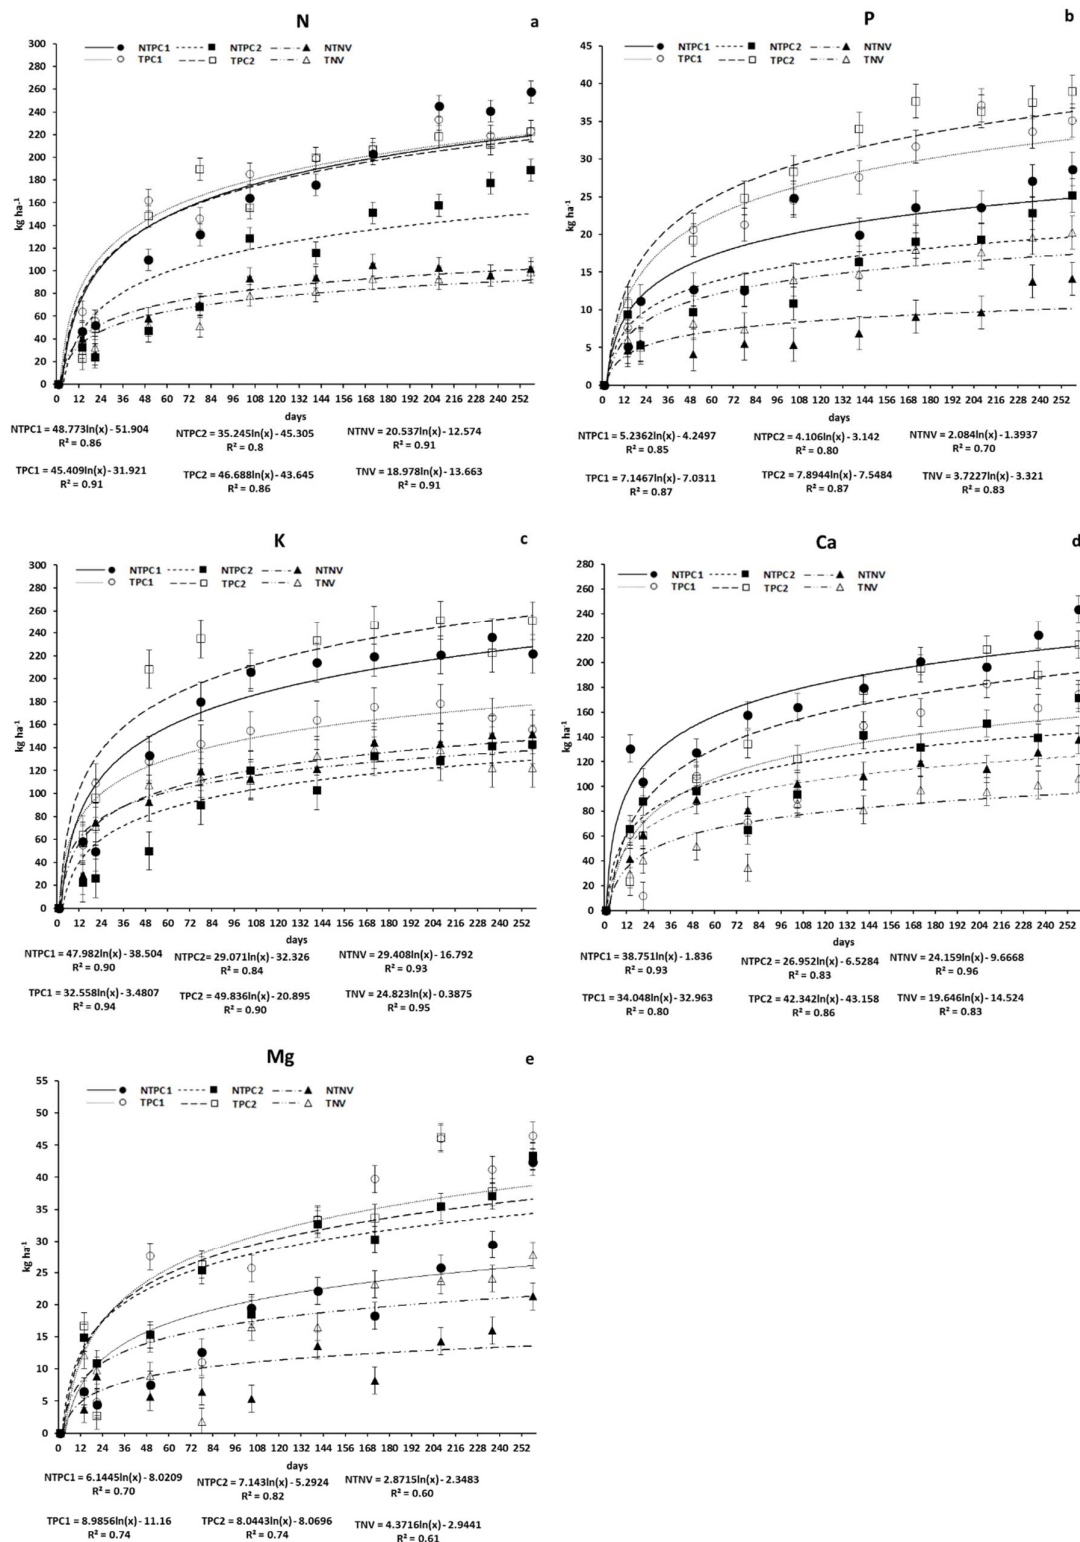 N
a
NTPC1 NTPC2 NTNV
TPC1 TPC2 TNV
300
280
260
240
220
200
180
160
140
120
100
80
60
40
20
0
kg ha-1
0 12 24 36 48 60 72 84 96 108 120 132 144 156 168 180 192 204 216 228 240 252
days
NTPC1 = 48.773ln(x) - 51.904
R² = 0.86
NTPC2 = 35.245ln(x) - 45.305
R² = 0.8
NTNV = 20.537ln(x) - 12.574
R² = 0.91
TPC1 = 45.409ln(x) - 31.921
R² = 0.91
TPC2 = 46.688ln(x) - 43.645
R² = 0.86
TNV = 18.978ln(x) - 13.663
R² = 0.91
P
b
NTPC1 NTPC2 NTNV
TPC1 TPC2 TNV
45
40
35
30
25
20
15
10
5
0
kg ha-1
0 12 24 36 48 60 72 84 96 108 120 132 144 156 168 180 192 204 216 228 240 252
days
NTPC1 = 5.2362ln(x) - 4.2497
R² = 0.85
NTPC2 = 4.106ln(x) - 3.142
R² = 0.80
NTNV = 2.084ln(x) - 1.3937
R² = 0.70
TPC1 = 7.1467ln(x) - 7.0311
R² = 0.87
TPC2 = 7.8944ln(x) - 7.5484
R² = 0.87
TNV = 3.7227ln(x) - 3.321
R² = 0.83
K
c
NTPC1 NTPC2 NTNV
TPC1 TPC2 TNV
300
280
260
240
220
200
180
160
140
120
100
80
60
40
20
0
kg ha-1
0 12 24 36 48 60 72 84 96 108 120 132 144 156 168 180 192 204 216 228 240 252
days
NTPC1 = 47.982ln(x) - 38.504
R² = 0.90
NTPC2 = 29.071ln(x) - 32.326
R² = 0.84
NTNV = 29.408ln(x) - 16.792
R² = 0.93
TPC1 = 32.558ln(x) - 3.4807
R² = 0.94
TPC2 = 49.836ln(x) - 20.895
R² = 0.90
TNV = 24.823ln(x) - 0.3875
R² = 0.95
Ca
d
NTPC1 NTPC2 NTNV
TPC1 TPC2 TNV
280
260
240
220
200
180
160
140
120
100
80
60
40
20
0
kg ha-1
0 12 24 36 48 60 72 84 96 108 120 132 144 156 168 180 192 204 216 228 240 252
days
NTPC1 = 38.751ln(x) - 1.836
R² = 0.93
NTPC2 = 26.952ln(x) - 6.5284
R² = 0.83
NTNV = 24.159ln(x) - 9.6668
R² = 0.96
TPC1 = 34.048ln(x) - 32.963
R² = 0.80
TPC2 = 42.342ln(x) - 43.158
R² = 0.86
TNV = 19.646ln(x) - 14.524
R² = 0.83
Mg
e
NTPC1 NTPC2 NTNV
TPC1 TPC2 TNV
55
50
45
40
35
30
25
20
15
10
5
0
kg ha-1
0 12 24 36 48 60 72 84 96 108 120 132 144 156 168 180 192 204 216 228 240 252
days
NTPC1 = 6.1445ln(x) - 8.0209
R² = 0.70
NTPC2 = 7.143ln(x) - 5.2924
R² = 0.82
NTNV = 2.8715ln(x) - 2.3483
R² = 0.60
TPC1 = 8.9856ln(x) - 11.16
R² = 0.74
TPC2 = 8.0443ln(x) - 8.0696
R² = 0.74
TNV = 4.3716ln(x) - 2.9441
R² = 0.61